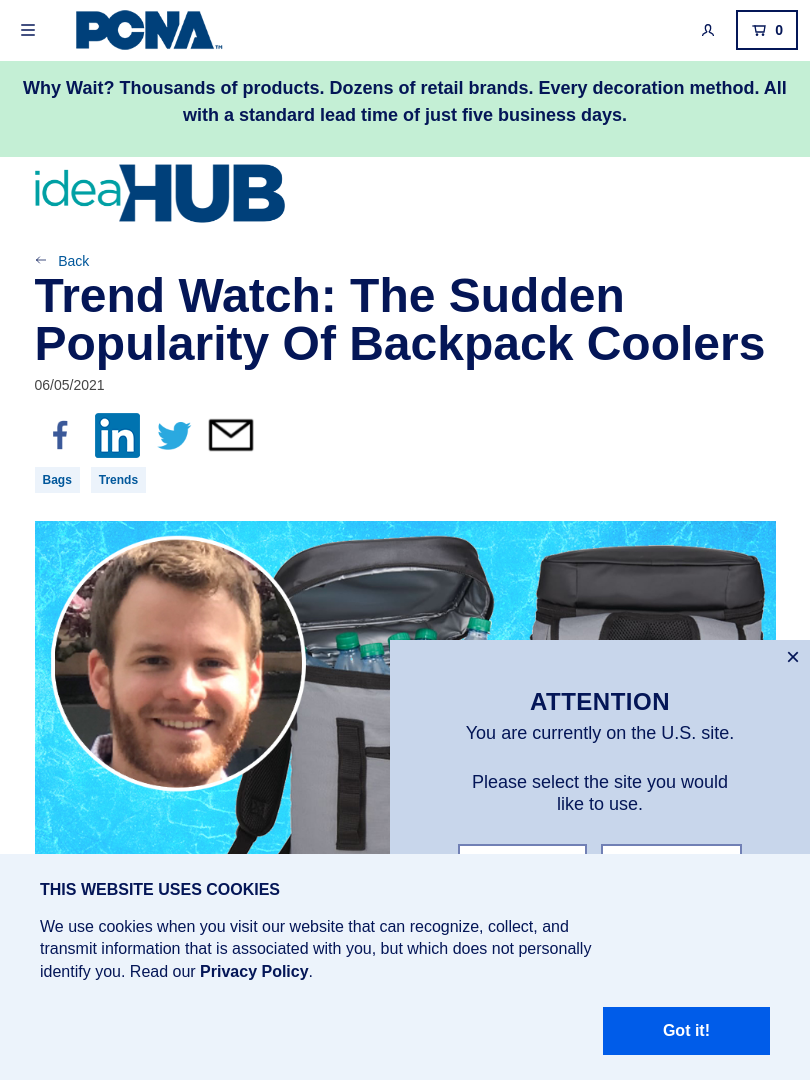 PCNA™
0
Why Wait? Thousands of products. Dozens of retail brands. Every decoration method. All
with a standard lead time of just five business days.
ideaHUB
Back
Trend Watch: The Sudden
Popularity Of Backpack Coolers
06/05/2021
Bags Trends
ATTENTION
You are currently on the U.S. site.
Please select the site you would
like to use.
THIS WEBSITE USES COOKIES
We use cookies when you visit our website that can recognize, collect, and
transmit information that is associated with you, but which does not personally
identify you. Read our Privacy Policy.
Got it!